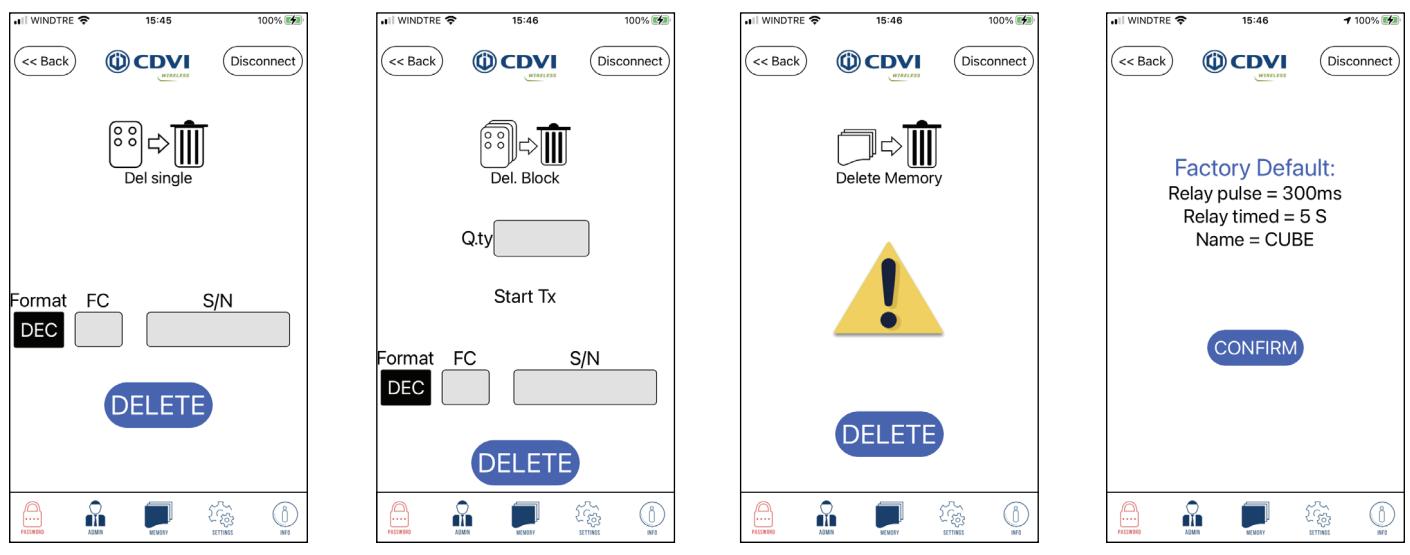 WINDTRE 15:45 100%
<< Back CDVI Disconnect
WIRELESS
Del single
Format FC S/N
DEC
DELETE
PASSWORD ADMIN MEMORY SETTINGS INFO
WINDTRE 15:46 100%
<< Back CDVI Disconnect
WIRELESS
Del. Block
Q.ty
Start Tx
Format FC S/N
DEC
DELETE
PASSWORD ADMIN MEMORY SETTINGS INFO
WINDTRE 15:46 100%
<< Back CDVI Disconnect
WIRELESS
Delete Memory
DELETE
PASSWORD ADMIN MEMORY SETTINGS INFO
WINDTRE 15:46 100%
<< Back CDVI Disconnect
WIRELESS
Factory Default:
Relay pulse = 300ms
Relay timed = 5 S
Name = CUBE
CONFIRM
PASSWORD ADMIN MEMORY SETTINGS INFO